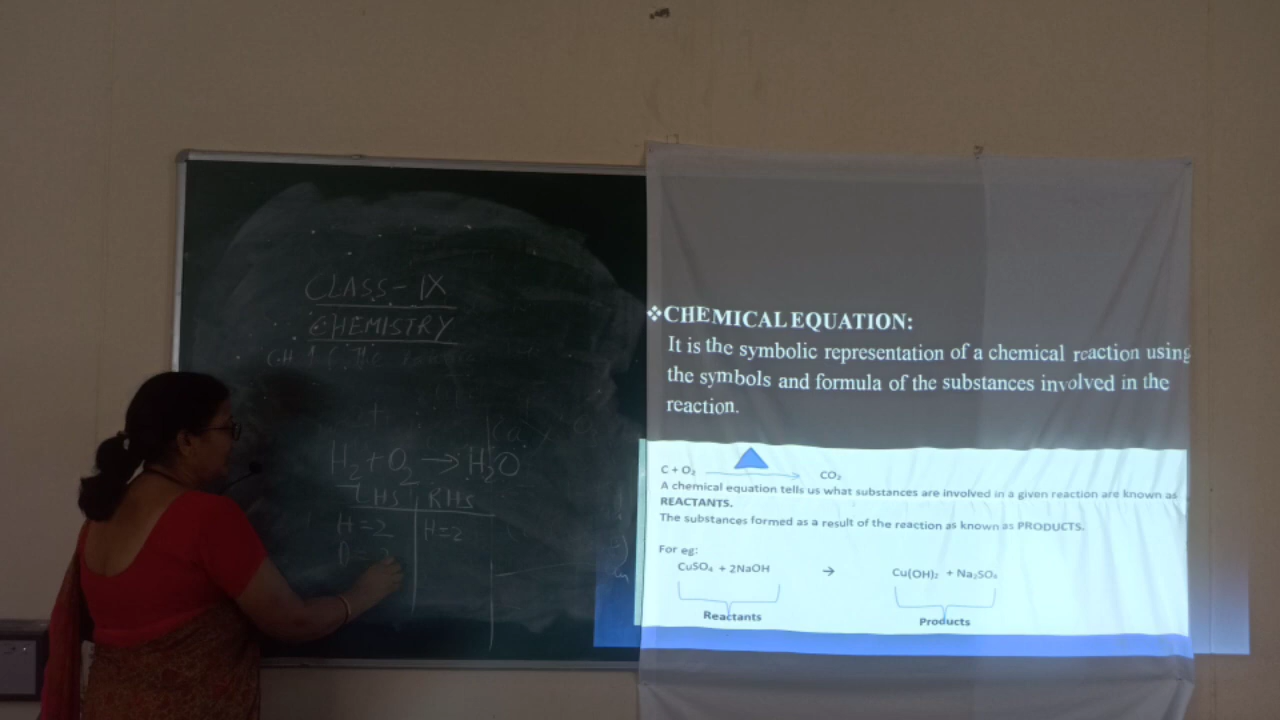 CLASS-IX
CHEMISTRY
H₂+O₂ → H₂O
LHS RHS
H=2 H=2
❖CHEMICAL EQUATION:
It is the symbolic representation of a chemical reaction using
the symbols and formula of the substances involved in the
reaction.
C + O₂ CO₂
A chemical equation tells us what substances are involved in a given reaction are known as
REACTANTS.
The substances formed as a result of the reaction as known as PRODUCTS.
For eg:
CuSO₄ + 2NaOH → Cu(OH)₂ + Na₂SO₄
Reactants Products